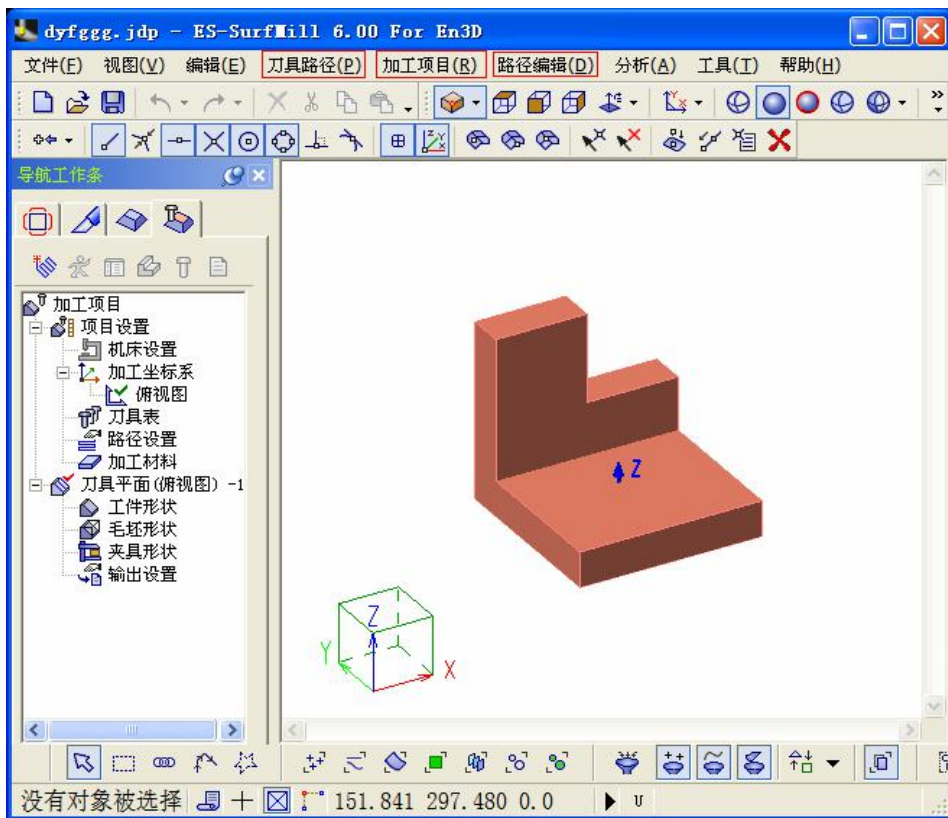 dyfggg.jdp - ES-SurfMill 6.00 For En3D
文件(F) 视图(V) 编辑(E) 刀具路径(P) 加工项目(R) 路径编辑(D) 分析(A) 工具(T) 帮助(H)
导航工作条
加工项目
项目设置
机床设置
加工坐标系
俯视图
刀具表
路径设置
加工材料
刀具平面(俯视图) -1
工件形状
毛坯形状
夹具形状
输出设置
Z
Z
Y
X
没有对象被选择 151.841 297.480 0.0 U